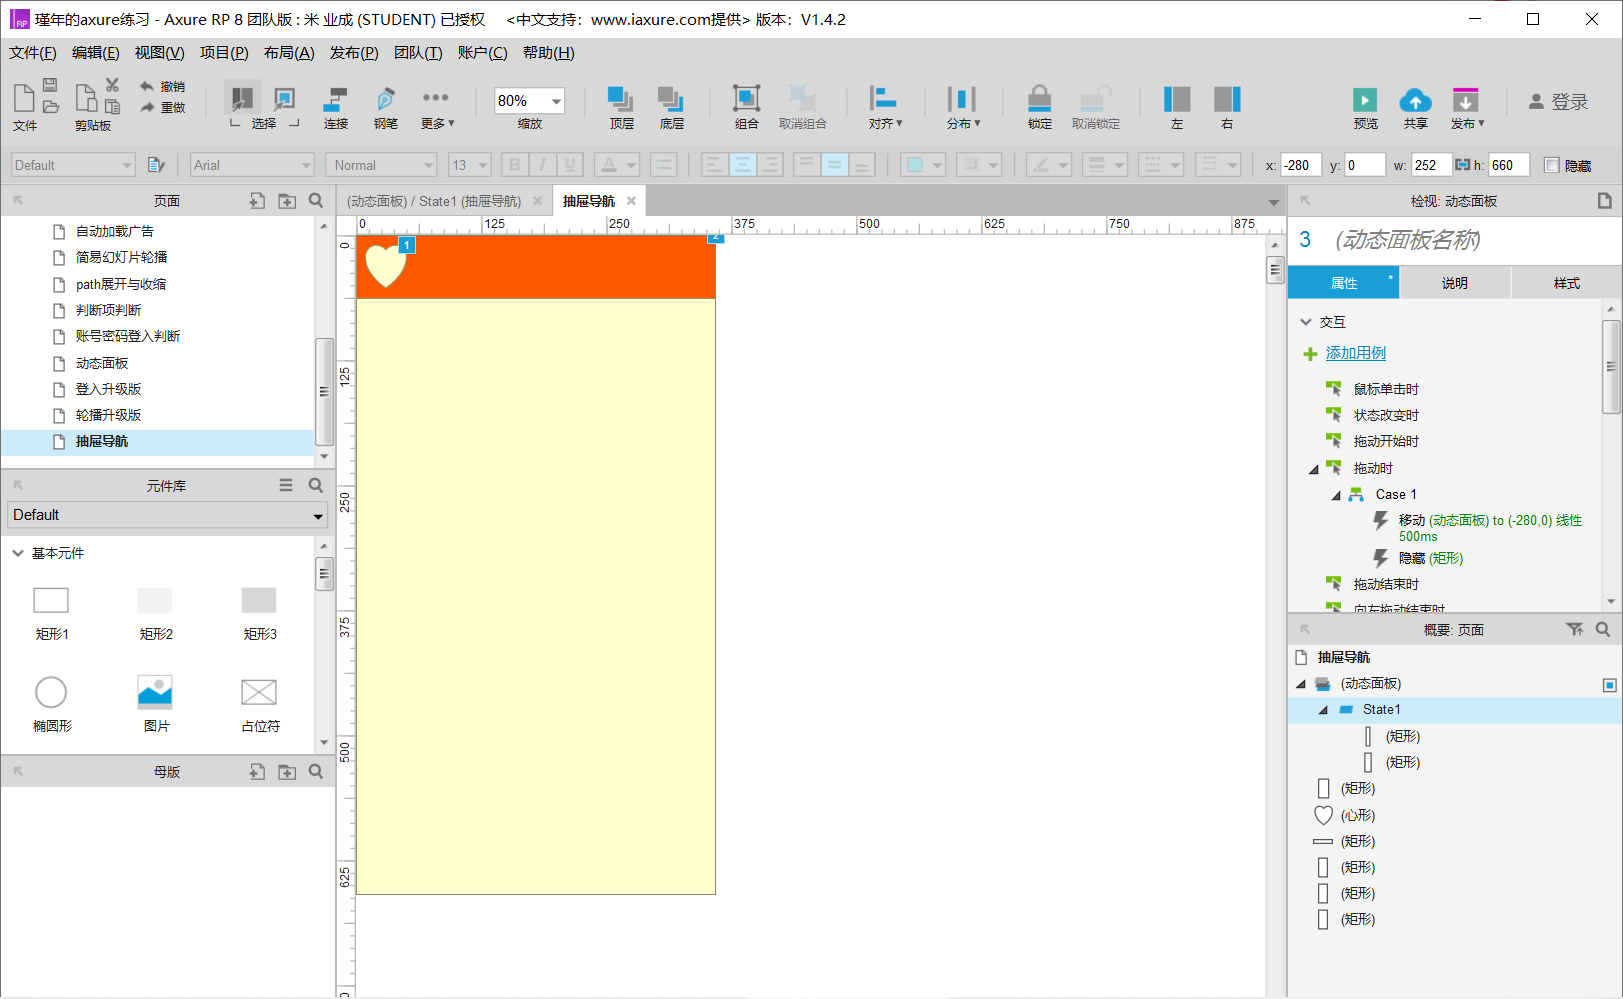 瑾年的axure练习 - Axure RP 8 团队版 : 米 业成 (STUDENT) 已授权 <中文支持：www.iaxure.com提供> 版本：V1.4.2
文件(F) 编辑(E) 视图(V) 项目(P) 布局(A) 发布(P) 团队(T) 账户(C) 帮助(H)
文件 剪贴板 撤销 重做 选择 连接 钢笔 更多 80% 缩放 顶层 底层 组合 取消组合 对齐 分布 锁定 取消锁定 左 右 预览 共享 发布 登录
Default Arial Normal 13 B I U A x: -280 y: 0 w: 252 h: 660 隐藏
页面
自动加载广告
简易幻灯片轮播
path展开与收缩
判断项判断
账号密码登入判断
动态面板
登入升级版
轮播升级版
抽屉导航
元件库
Default
基本元件
矩形1 矩形2 矩形3
椭圆形 图片 占位符
母版
(动态面板) / State1 (抽屉导航) 抽屉导航
0 125 250 375 500 625 750 875
0
125
250
375
500
625
1 2
检视: 动态面板
3 (动态面板名称)
属性 * 说明 样式
交互
添加用例
鼠标单击时
状态改变时
拖动开始时
拖动时
Case 1
移动 (动态面板) to (-280,0) 线性
500ms
隐藏 (矩形)
拖动结束时
向左拖动结束时
概要: 页面
抽屉导航
(动态面板)
State1
(矩形)
(矩形)
(矩形)
(心形)
(矩形)
(矩形)
(矩形)
(矩形)